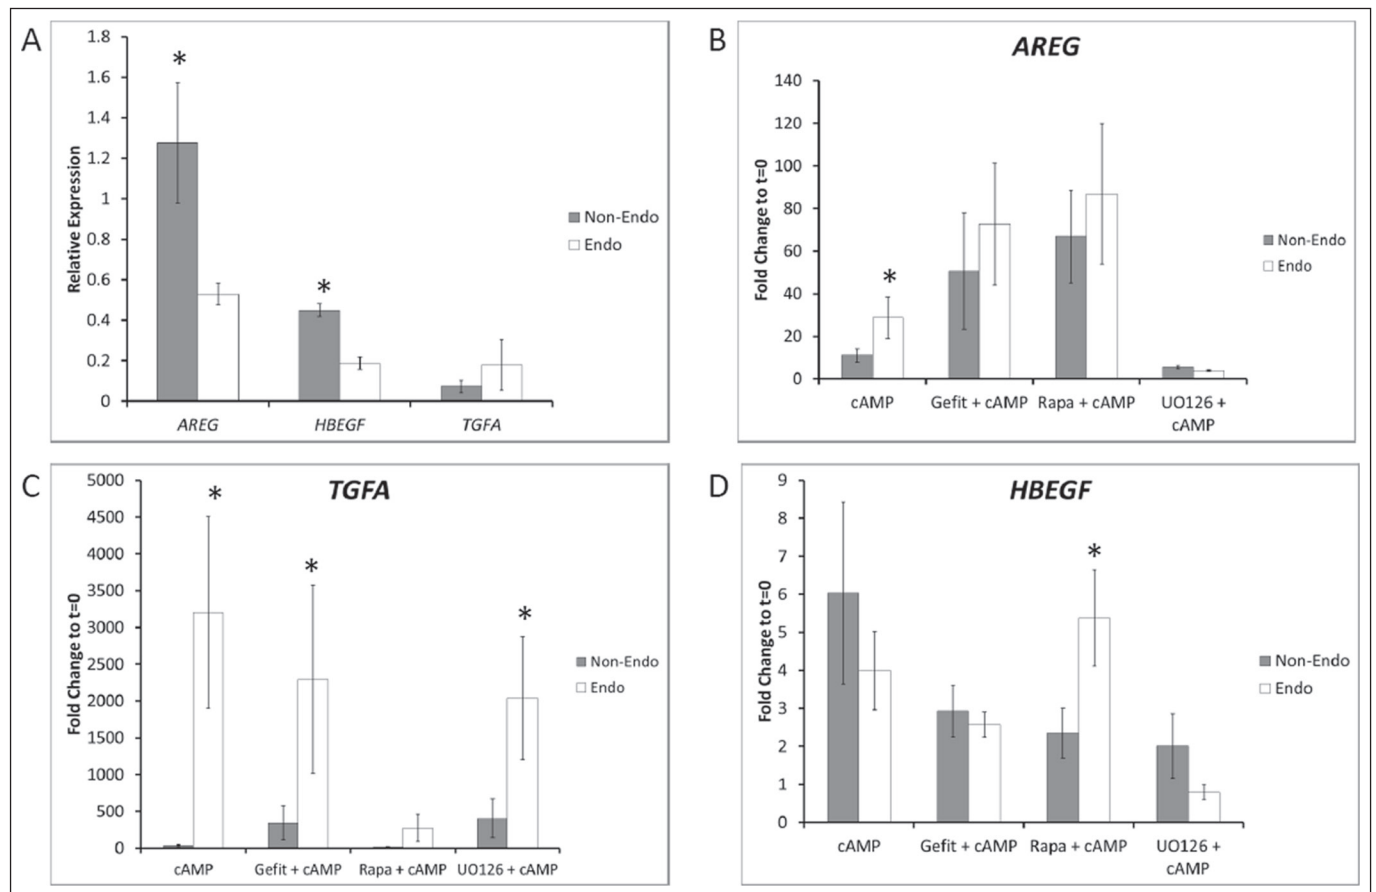 A
1.8
1.6
1.4
1.2
1
0.8
0.6
0.4
0.2
0
Relative Expression
*
*
AREG HBEGF TGFA
Non-Endo
Endo
B
AREG
140
120
100
80
60
40
20
0
Fold Change to t=0
*
cAMP Gefit + cAMP Rapa + cAMP UO126 +
cAMP
Non-Endo
Endo
C
TGFA
5000
4500
4000
3500
3000
2500
2000
1500
1000
500
0
Fold Change to t=0
*
*
*
cAMP Gefit + cAMP Rapa + cAMP UO126 + cAMP
Non-Endo
Endo
D
HBEGF
9
8
7
6
5
4
3
2
1
0
Fold Change to t=0
*
cAMP Gefit + cAMP Rapa + cAMP UO126 +
cAMP
Non-Endo
Endo